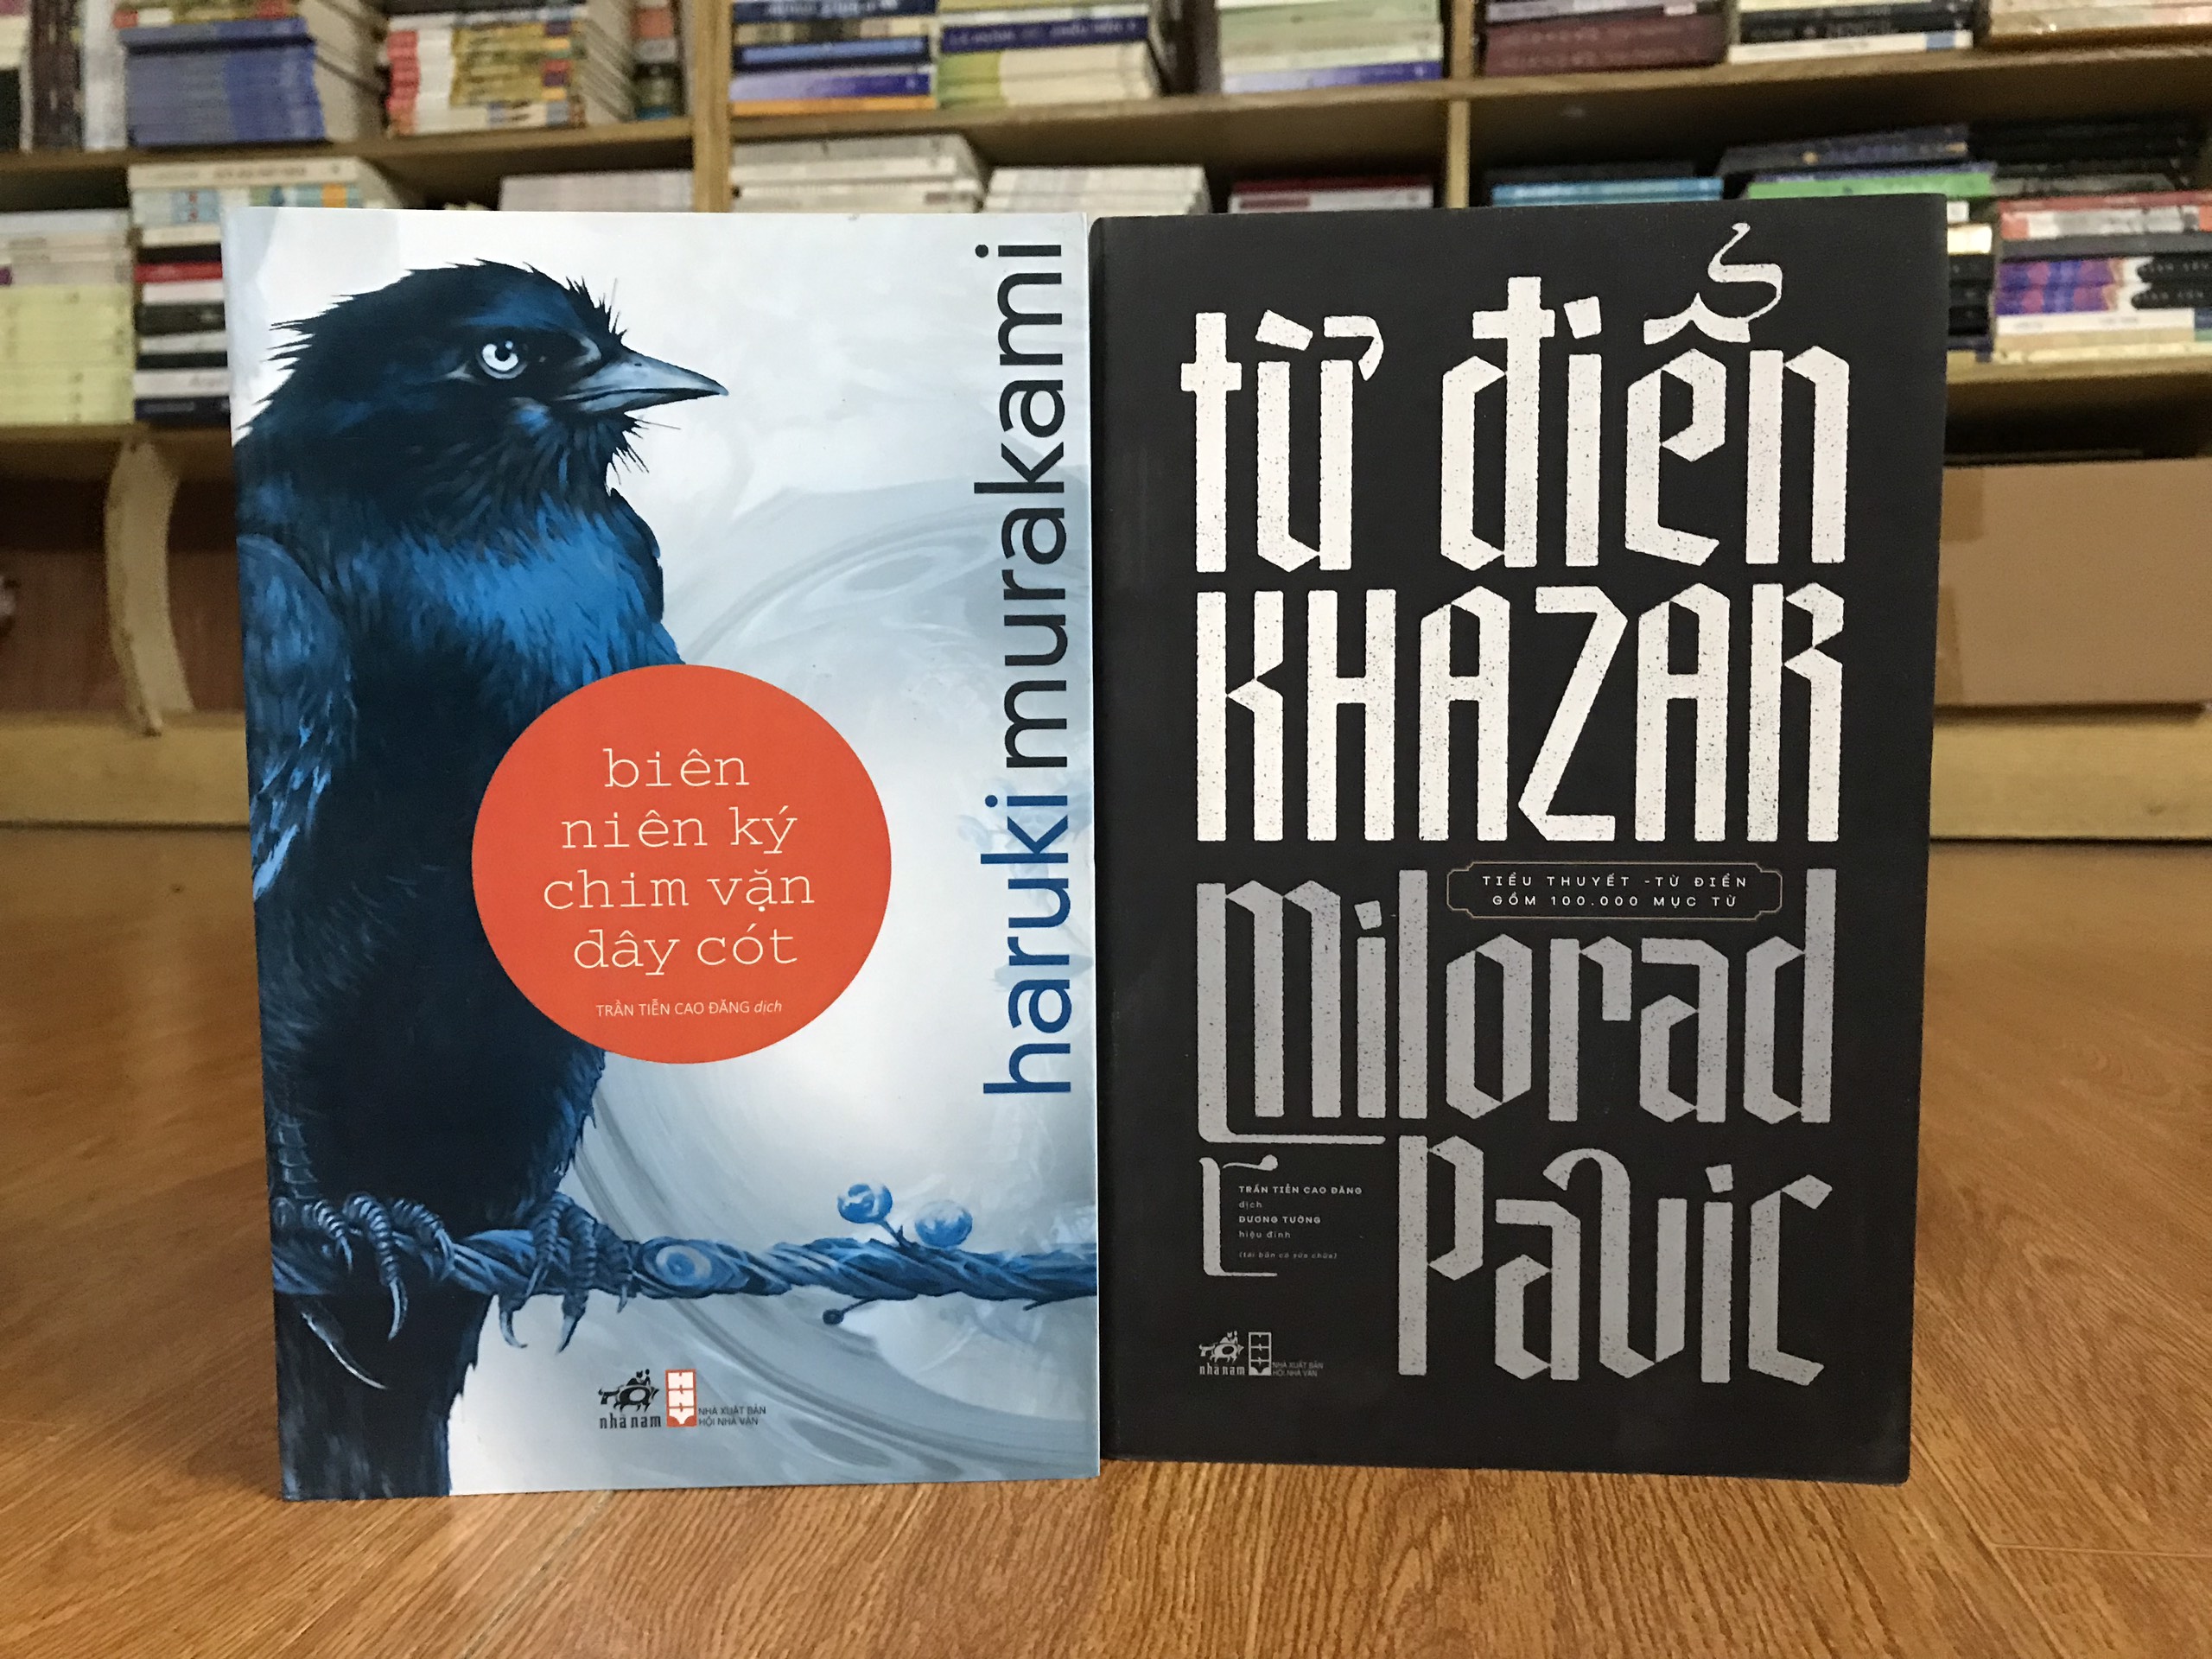 haruki murakami
biên
niên ký
chim vặn
dây cót
TRẦN TIỄN CAO ĐĂNG dịch
nhã nam
NHÀ XUẤT BẢN
HỘI NHÀ VĂN
từ điển
KHAZAR
TIỂU THUYẾT - TỪ ĐIỂN
GỒM 100.000 MỤC TỪ
milorad
pavic
TRẦN TIỄN CAO ĐĂNG
dịch
DƯƠNG TƯỜNG
hiệu đính
(tái bản có sửa chữa)
nhã nam
NHÀ XUẤT BẢN
HỘI NHÀ VĂN